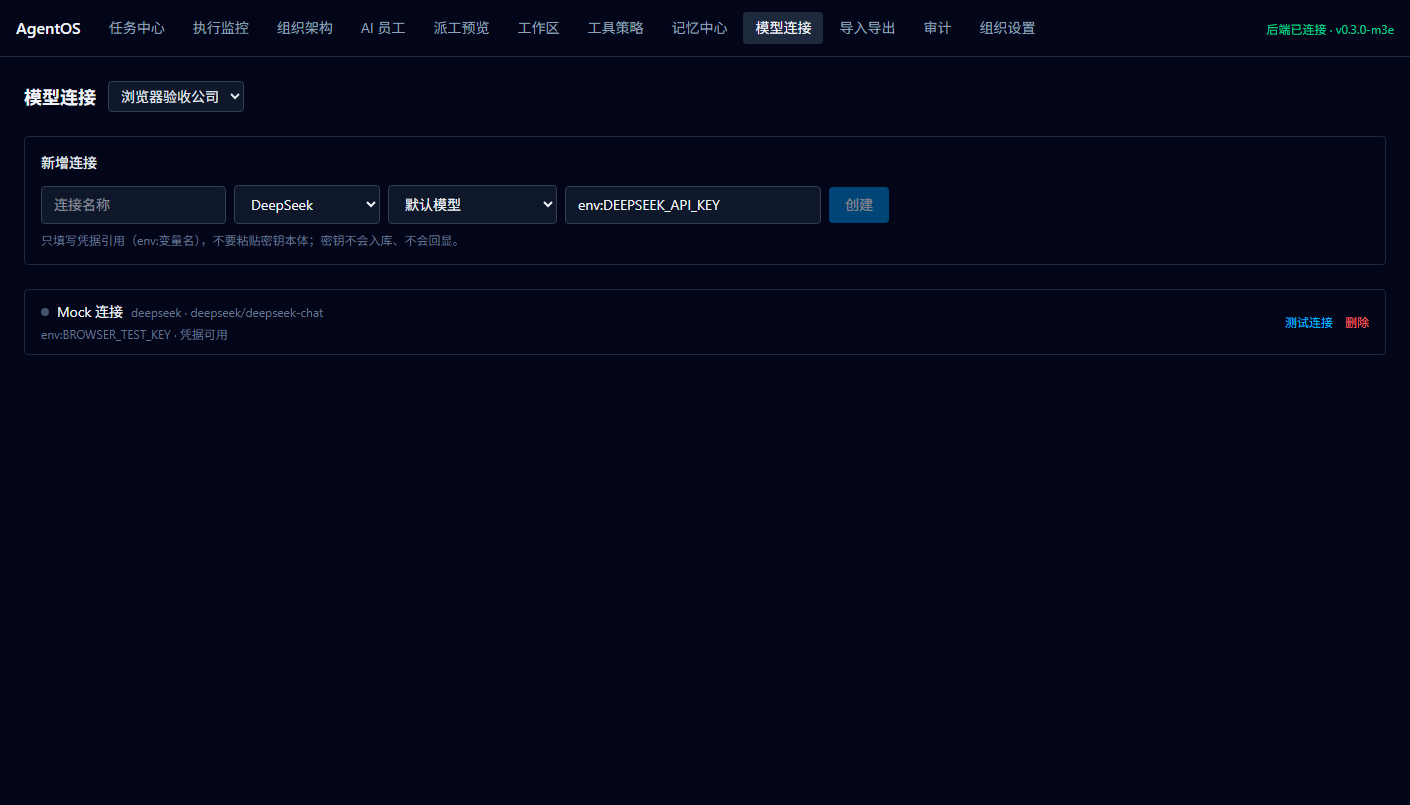 AgentOS 任务中心 执行监控 组织架构 AI 员工 派工预览 工作区 工具策略 记忆中心 模型连接 导入导出 审计 组织设置 后端已连接 · v0.3.0-m3e
模型连接 浏览器验收公司
新增连接
连接名称 DeepSeek 默认模型 env:DEEPSEEK_API_KEY 创建
只填写凭据引用（env:变量名），不要粘贴密钥本体；密钥不会入库、不会回显。
Mock 连接 deepseek · deepseek/deepseek-chat
env:BROWSER_TEST_KEY · 凭据可用
测试连接 删除